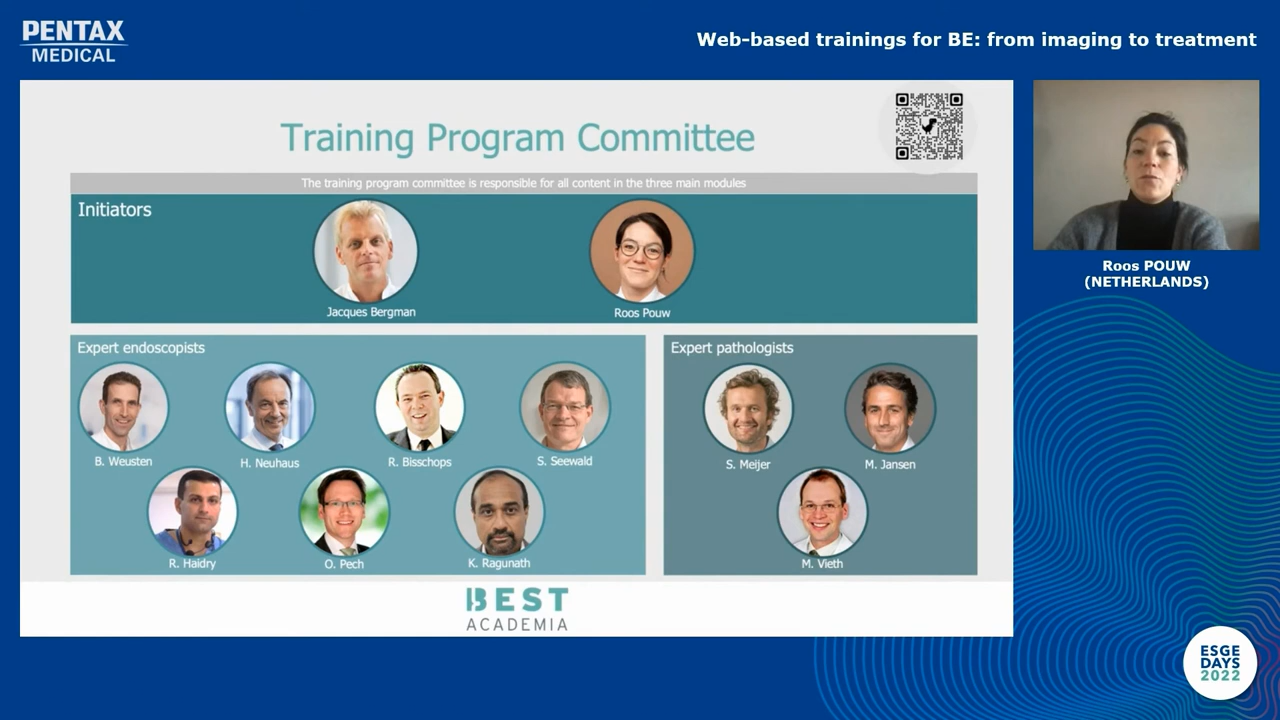 PENTAX
MEDICAL
Web-based trainings for BE: from imaging to treatment
Training Program Committee
The training program committee is responsible for all content in the three main modules
Initiators
Jacques Bergman
Roos Pouw
Expert endoscopists
B. Weusten
H. Neuhaus
R. Bisschops
S. Seewald
R. Haidry
O. Pech
K. Ragunath
Expert pathologists
S. Meijer
M. Jansen
M. Vieth
BEST
ACADEMIA
Roos POUW
(NETHERLANDS)
ESGE
DAYS
2022